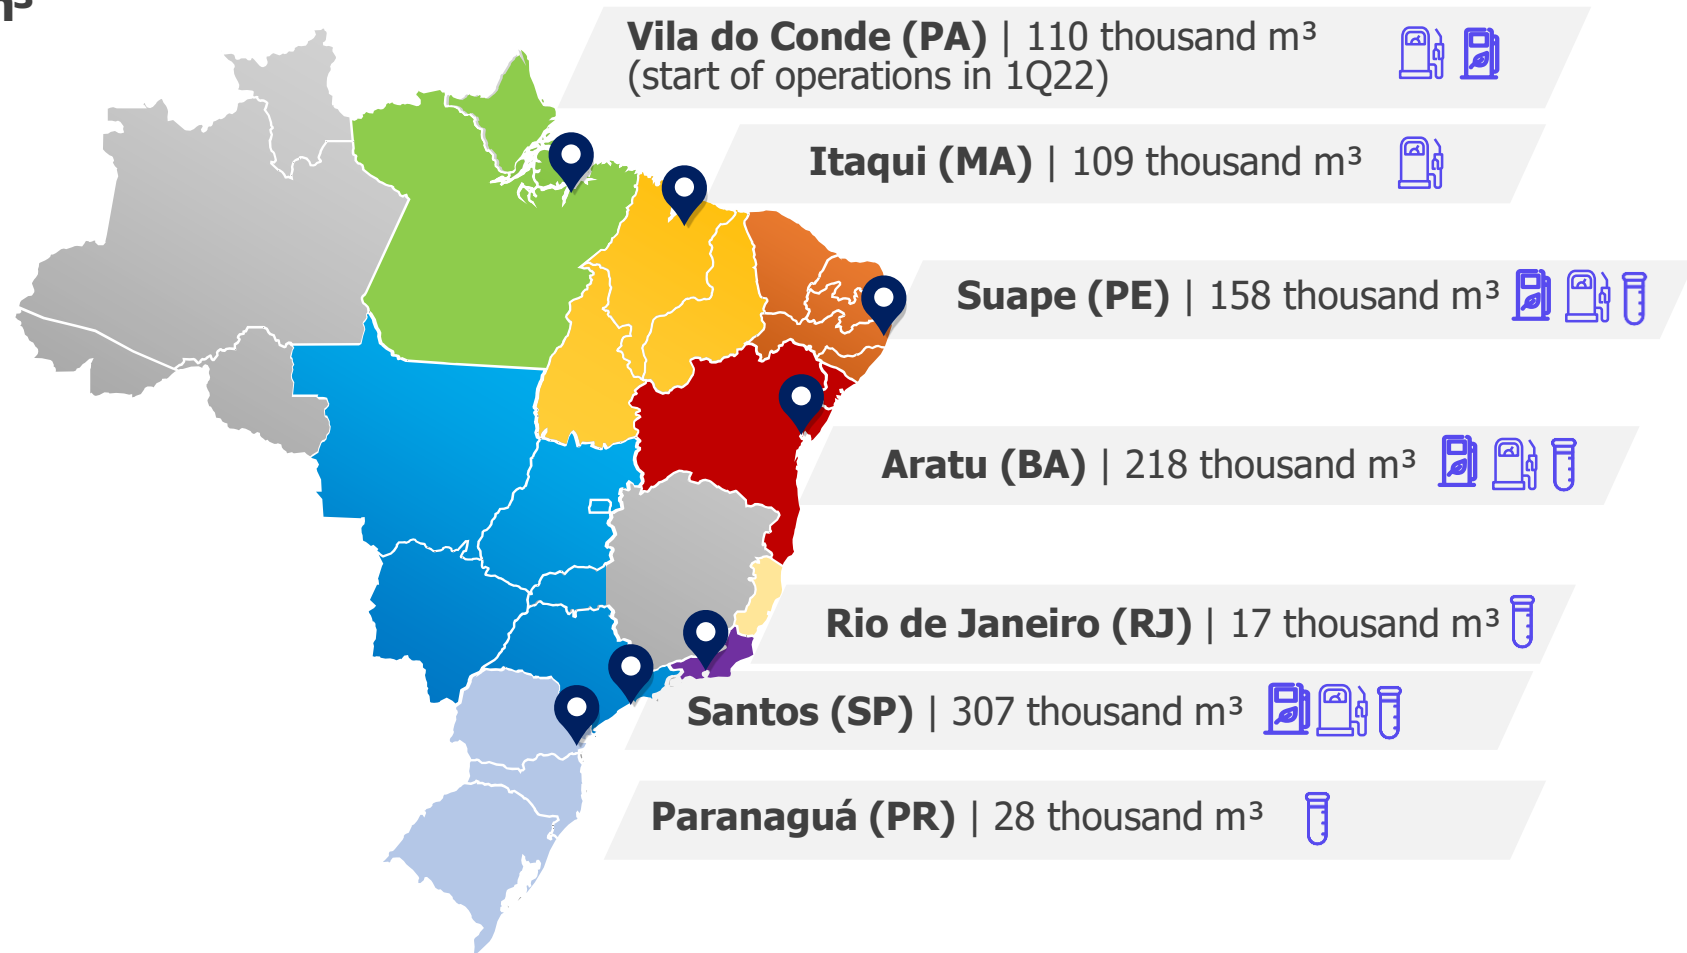 m³
Vila do Conde (PA) | 110 thousand m³
(start of operations in 1Q22)
Itaqui (MA) | 109 thousand m³
Suape (PE) | 158 thousand m³
Aratu (BA) | 218 thousand m³
Rio de Janeiro (RJ) | 17 thousand m³
Santos (SP) | 307 thousand m³
Paranaguá (PR) | 28 thousand m³